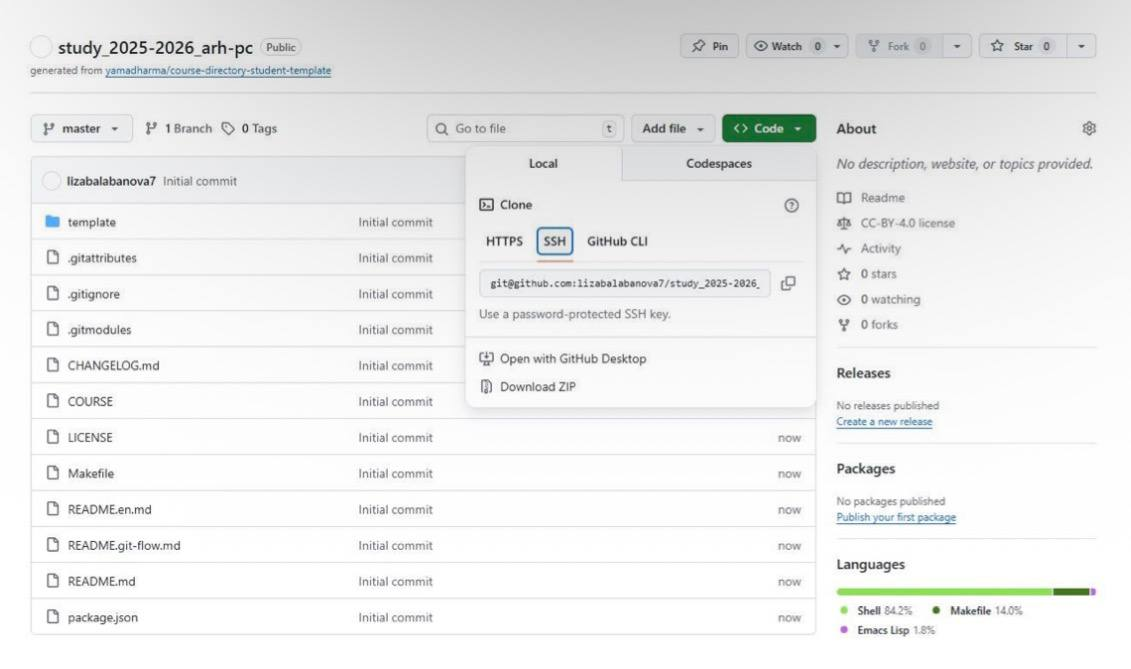 study_2025-2026_arh-pc Public
Pin Watch 0 Fork 0 Star 0
generated from yamadharma/course-directory-student-template
master 1 Branch 0 Tags Go to file t Add file Code
lizabalabanova7 Initial commit
template Initial commit
.gitattributes Initial commit
.gitignore Initial commit
.gitmodules Initial commit
CHANGELOG.md Initial commit
COURSE Initial commit
LICENSE Initial commit now
Makefile Initial commit now
README.en.md Initial commit now
README.git-flow.md Initial commit now
README.md Initial commit now
package.json Initial commit now
Local Codespaces
Clone
HTTPS SSH GitHub CLI
git@github.com:lizabalabanova7/study_2025-2026_
Use a password-protected SSH key.
Open with GitHub Desktop
Download ZIP
About
No description, website, or topics provided.
Readme
CC-BY-4.0 license
Activity
0 stars
0 watching
0 forks
Releases
No releases published
Create a new release
Packages
No packages published
Publish your first package
Languages
Shell 84.2% Makefile 14.0%
Emacs Lisp 1.8%